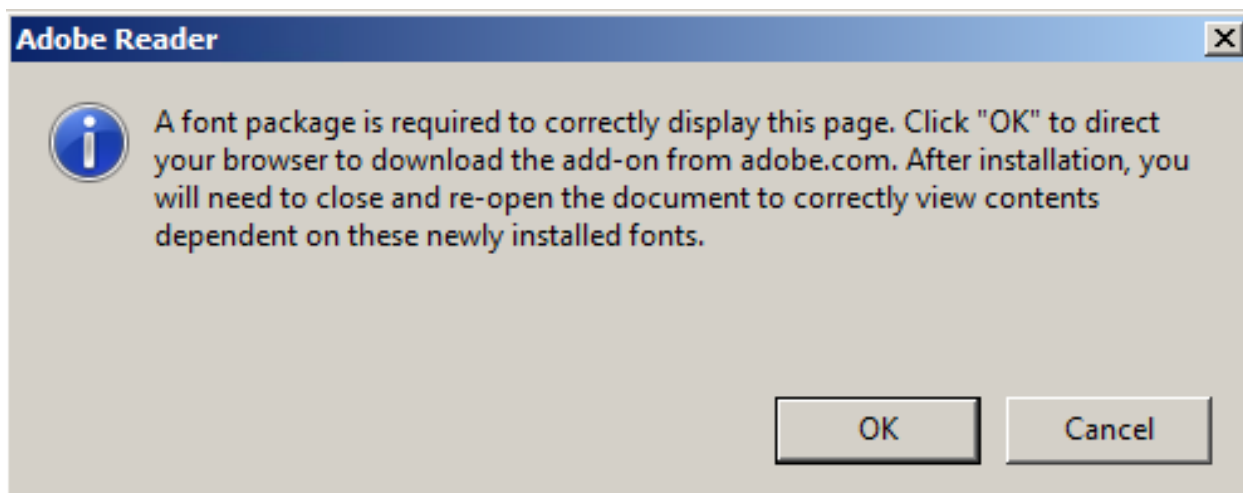 Adobe Reader
A font package is required to correctly display this page. Click "OK" to direct
your browser to download the add-on from adobe.com. After installation, you
will need to close and re-open the document to correctly view contents
dependent on these newly installed fonts.
OK
Cancel